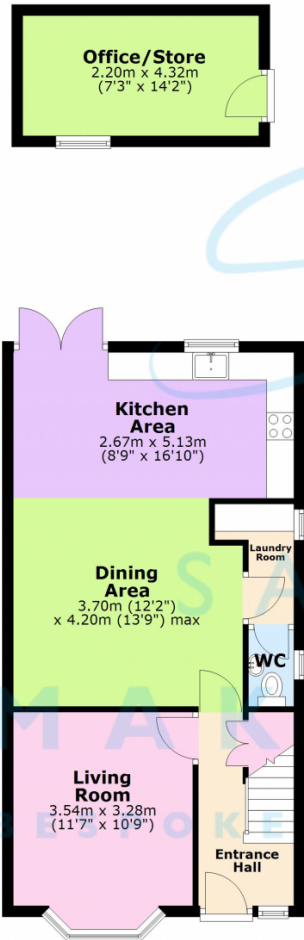 Office/Store
2.20m x 4.32m
(7'3" x 14'2")
Kitchen
Area
2.67m x 5.13m
(8'9" x 16'10")
Laundry
Room
Dining
Area
3.70m (12'2")
x 4.20m (13'9") max
S A
WC
M A K
Living
Room
3.54m x 3.28m
(11'7" x 10'9")
BESPOKE
Entrance
Hall